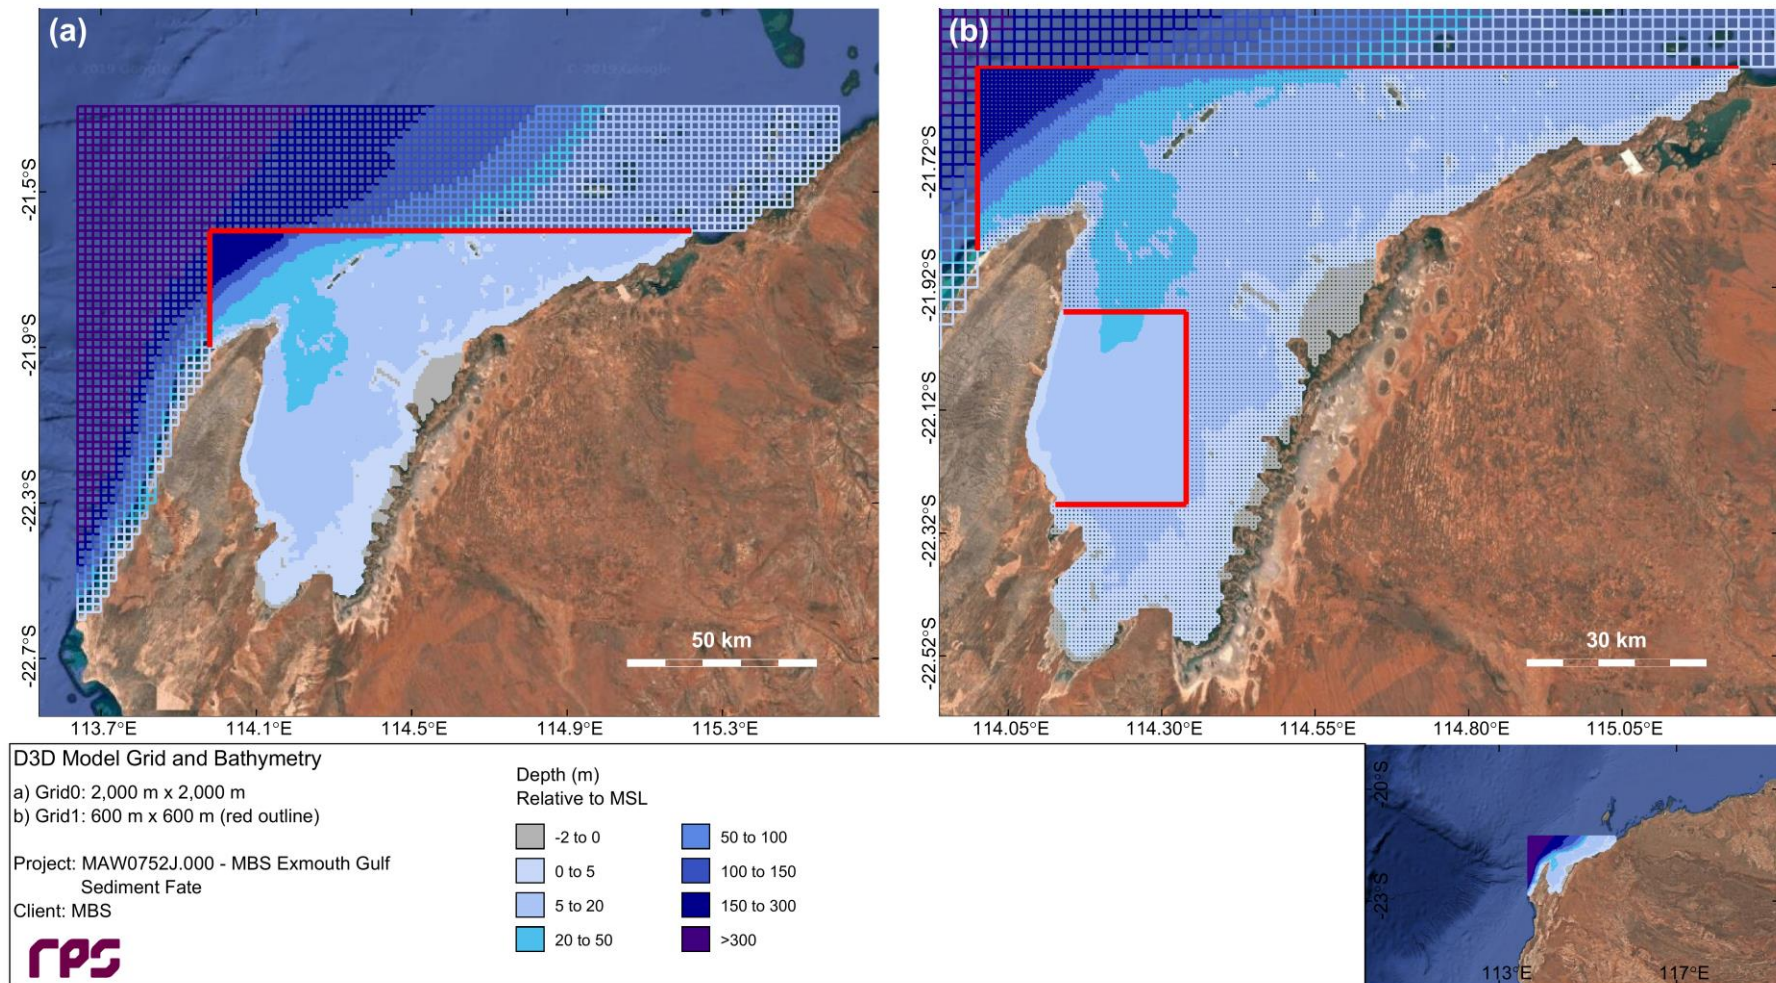 (a)
© 2019 Google
© 2019 Google
-21.5°S
-21.9°S
-22.3°S
-22.7°S
50 km
113.7°E
114.1°E
114.5°E
114.9°E
115.3°E
(b)
-21.72°S
-21.92°S
-22.12°S
-22.32°S
-22.52°S
30 km
114.05°E
114.30°E
114.55°E
114.80°E
115.05°E
D3D Model Grid and Bathymetry
a) Grid0: 2,000 m x 2,000 m
b) Grid1: 600 m x 600 m (red outline)
Project: MAW0752J.000 - MBS Exmouth Gulf
Sediment Fate
Client: MBS
rps
Depth (m)
Relative to MSL
-2 to 0
0 to 5
5 to 20
20 to 50
50 to 100
100 to 150
150 to 300
>300
-20°S
-23°S
113°E
117°E